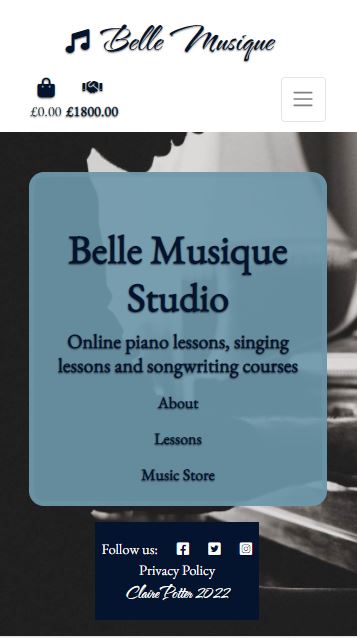 Belle Musique
£0.00 £1800.00
Belle Musique
Studio
Online piano lessons, singing
lessons and songwriting courses
About
Lessons
Music Store
Follow us:
Privacy Policy
Claire Potter 2022